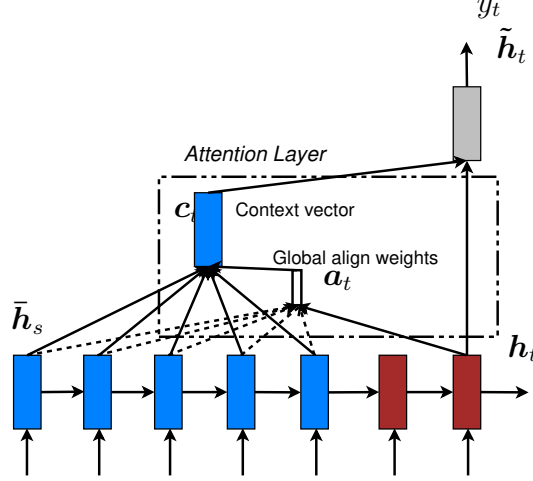 y_t
h̃_t
Attention Layer
c_t
Context vector
Global align weights
a_t
h̄_s
h_t